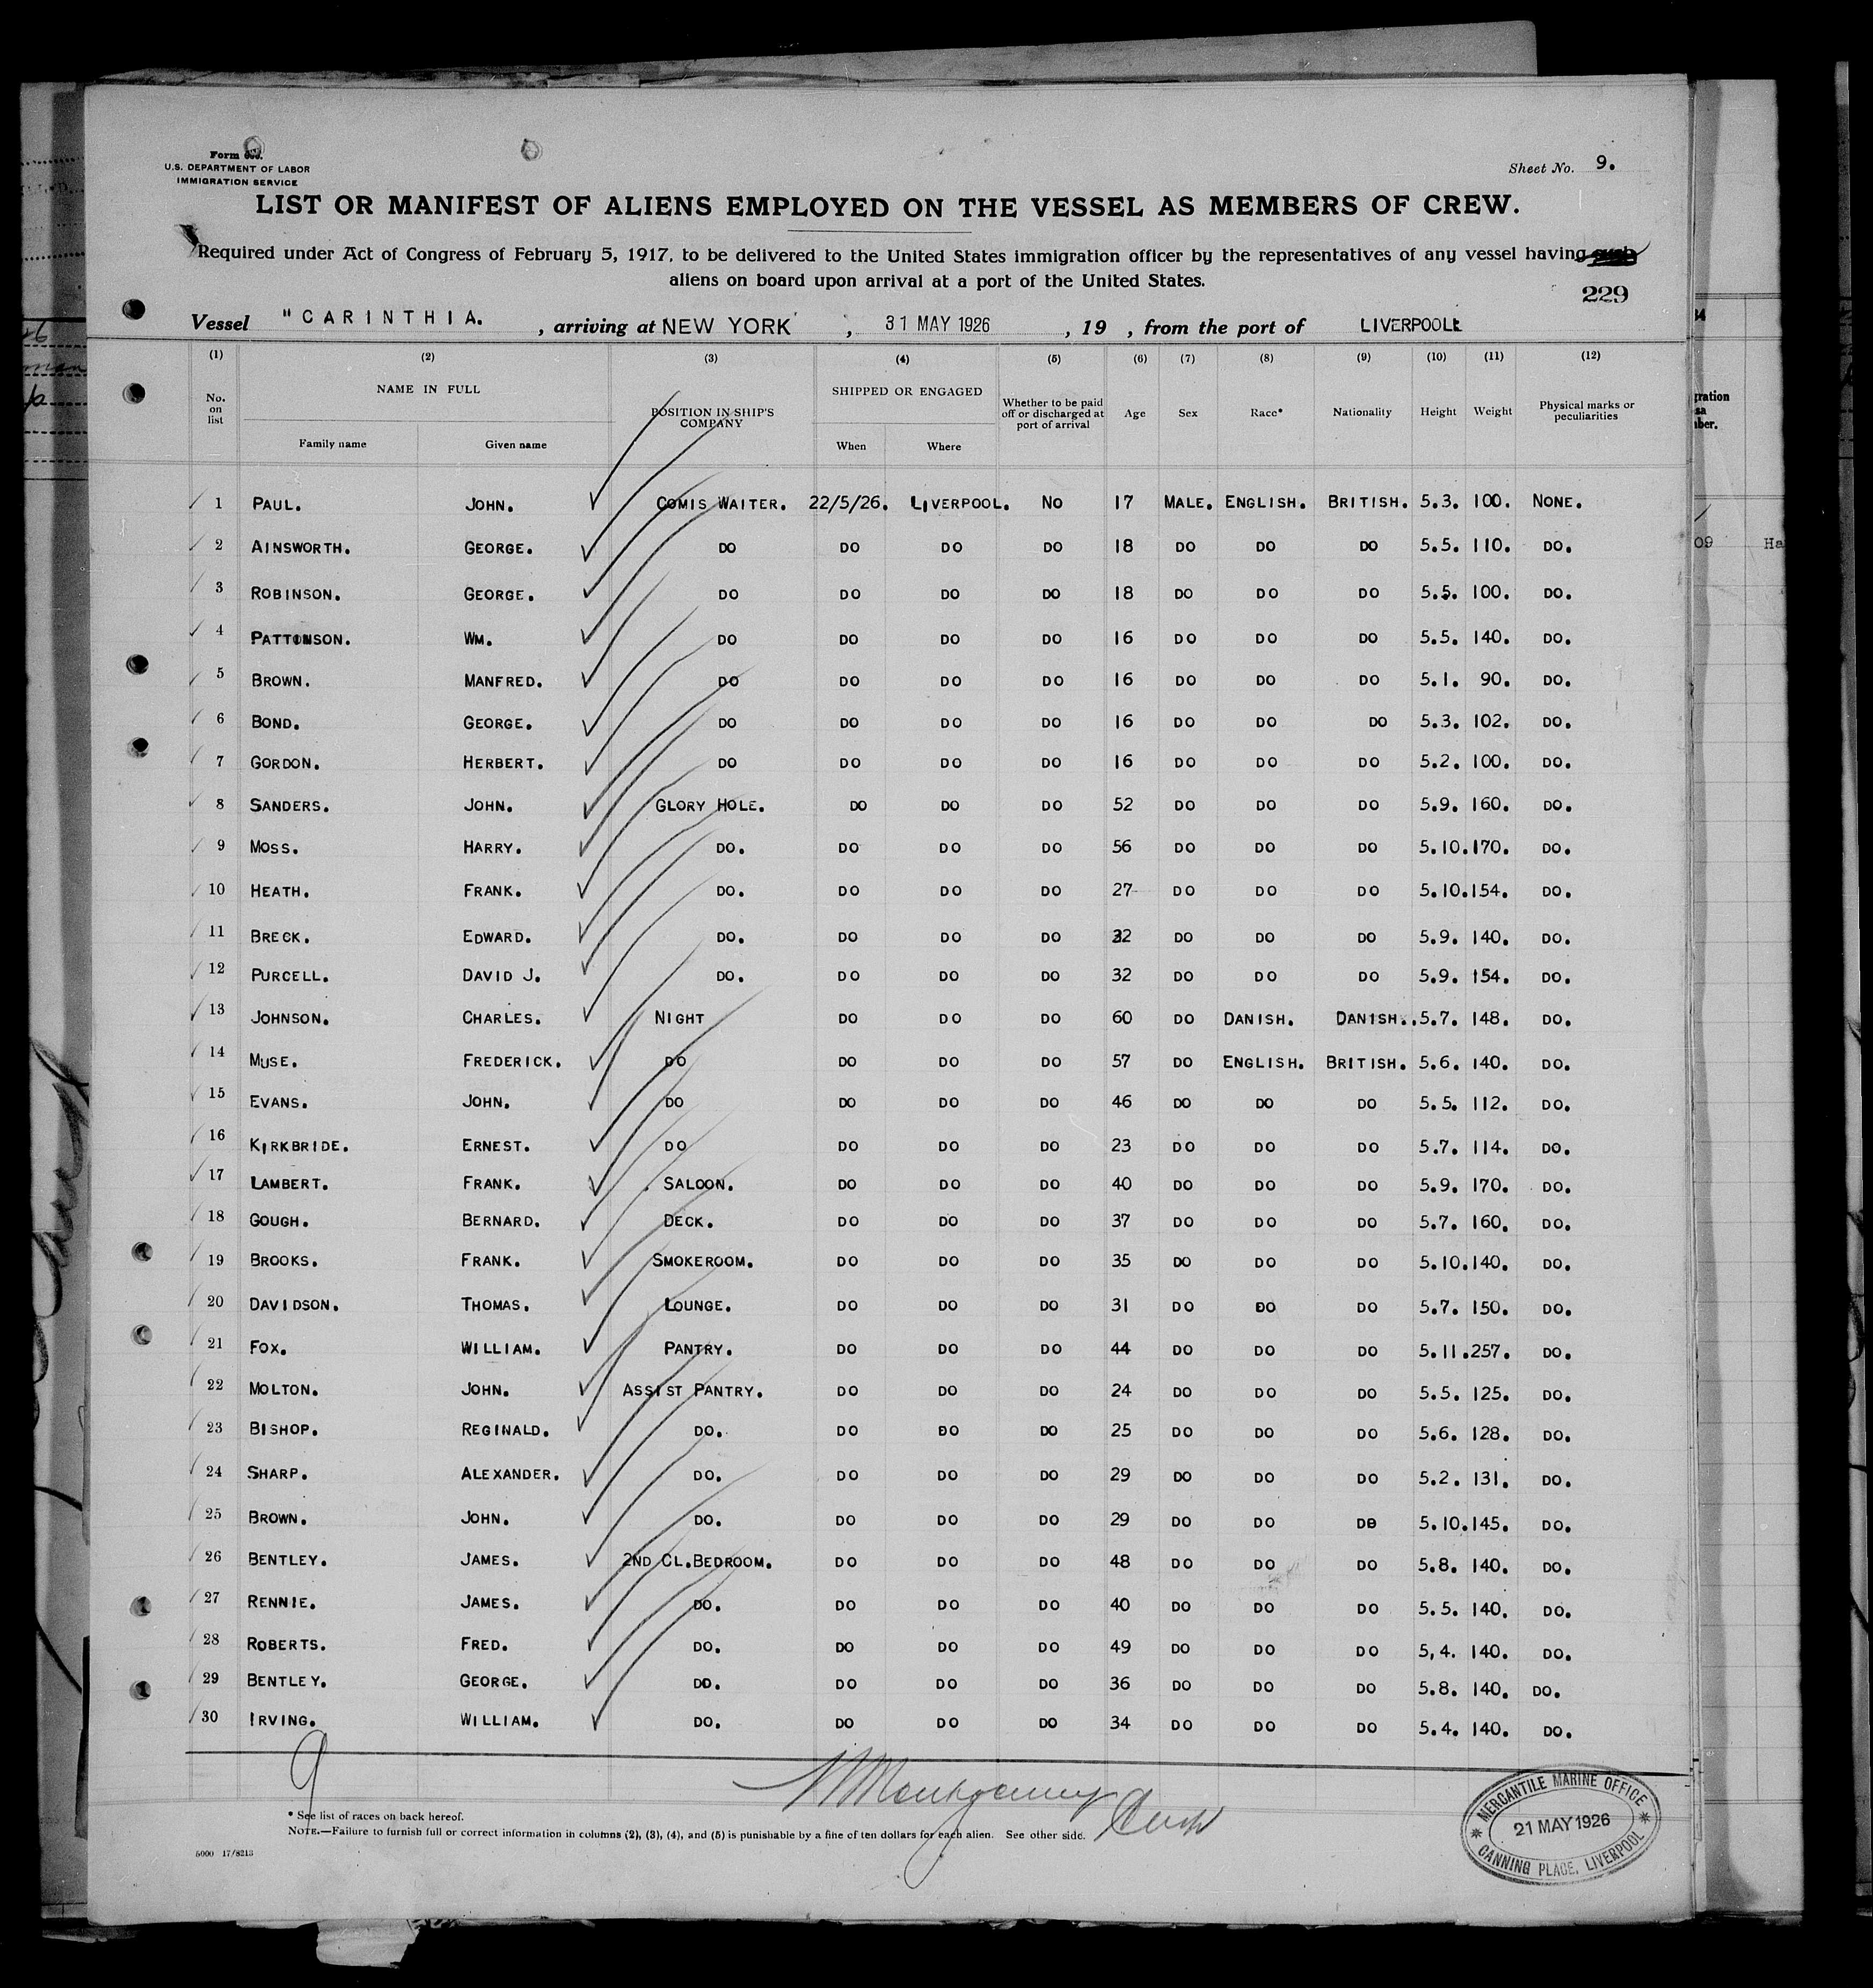 Form
U.S. DEPARTMENT OF LABOR
IMMIGRATION SERVICE
Sheet No. 9.
LIST OR MANIFEST OF ALIENS EMPLOYED ON THE VESSEL AS MEMBERS OF CREW.
Required under Act of Congress of February 5, 1917, to be delivered to the United States immigration officer by the representatives of any vessel having such
aliens on board upon arrival at a port of the United States.
229
Vessel "CARINTHIA. , arriving at NEW YORK , 31 MAY 1926 , 19 , from the port of LIVERPOOL
(1) (2) (3) (4) (5) (6) (7) (8) (9) (10) (11) (12)
No. on list NAME IN FULL POSITION IN SHIP'S COMPANY SHIPPED OR ENGAGED Whether to be paid off or discharged at port of arrival Age Sex Race* Nationality Height Weight Physical marks or peculiarities
Family name Given name When Where
1 PAUL. JOHN. COMIS WAITER. 22/5/26. LIVERPOOL. NO 17 MALE. ENGLISH. BRITISH. 5.3. 100. NONE.
2 AINSWORTH. GEORGE. DO DO DO DO 18 DO DO DO 5.5. 110. DO.
3 ROBINSON. GEORGE. DO DO DO DO 18 DO DO DO 5.5. 100. DO.
4 PATTINSON. WM. DO DO DO DO 16 DO DO DO 5.5. 140. DO.
5 BROWN. MANFRED. DO DO DO DO 16 DO DO DO 5.1. 90. DO.
6 BOND. GEORGE. DO DO DO DO 16 DO DO DO 5.3. 102. DO.
7 GORDON. HERBERT. DO DO DO DO 16 DO DO DO 5.2. 100. DO.
8 SANDERS. JOHN. GLORY HOLE. DO DO DO 52 DO DO DO 5.9. 160. DO.
9 MOSS. HARRY. DO. DO DO DO 56 DO DO DO 5.10. 170. DO.
10 HEATH. FRANK. DO. DO DO DO 27 DO DO DO 5.10. 154. DO.
11 BRECK. EDWARD. DO. DO DO DO 32 DO DO DO 5.9. 140. DO.
12 PURCELL. DAVID J. DO. DO DO DO 32 DO DO DO 5.9. 154. DO.
13 JOHNSON. CHARLES. NIGHT DO DO DO 60 DO DANISH. DANISH. 5.7. 148. DO.
14 MUSE. FREDERICK. DO DO DO DO 57 DO ENGLISH. BRITISH. 5.6. 140. DO.
15 EVANS. JOHN. DO DO DO DO 46 DO DO DO 5.5. 112. DO.
16 KIRKBRIDE. ERNEST. DO DO DO DO 23 DO DO DO 5.7. 114. DO.
17 LAMBERT. FRANK. SALOON. DO DO DO 40 DO DO DO 5.9. 170. DO.
18 GOUGH. BERNARD. DECK. DO DO DO 37 DO DO DO 5.7. 160. DO.
19 BROOKS. FRANK. SMOKEROOM. DO DO DO 35 DO DO DO 5.10. 140. DO.
20 DAVIDSON. THOMAS. LOUNGE. DO DO DO 31 DO DO DO 5.7. 150. DO.
21 FOX. WILLIAM. PANTRY. DO DO DO 44 DO DO DO 5.11. 257. DO.
22 MOLTON. JOHN. ASSIST PANTRY. DO DO DO 24 DO DO DO 5.5. 125. DO.
23 BISHOP. REGINALD. DO. DO DO DO 25 DO DO DO 5.6. 128. DO.
24 SHARP. ALEXANDER. DO. DO DO DO 29 DO DO DO 5.2. 131. DO.
25 BROWN. JOHN. DO. DO DO DO 29 DO DO DO 5.10. 145. DO.
26 BENTLEY. JAMES. 2ND CL.BEDROOM. DO DO DO 48 DO DO DO 5.8. 140. DO.
27 RENNIE. JAMES. DO. DO DO DO 40 DO DO DO 5.5. 140. DO.
28 ROBERTS. FRED. DO. DO DO DO 49 DO DO DO 5,4. 140. DO.
29 BENTLEY. GEORGE. DO. DO DO DO 36 DO DO DO 5.8. 140. DO.
30 IRVING. WILLIAM. DO. DO DO DO 34 DO DO DO 5.4. 140. DO.
9
Montgomery
* See list of races on back hereof.
NOTE.—Failure to furnish full or correct information in columns (2), (3), (4), and (5) is punishable by a fine of ten dollars for each alien. See other side.
5000 17/8213
MERCANTILE MARINE OFFICE
21 MAY 1926
CANNING PLACE, LIVERPOOL